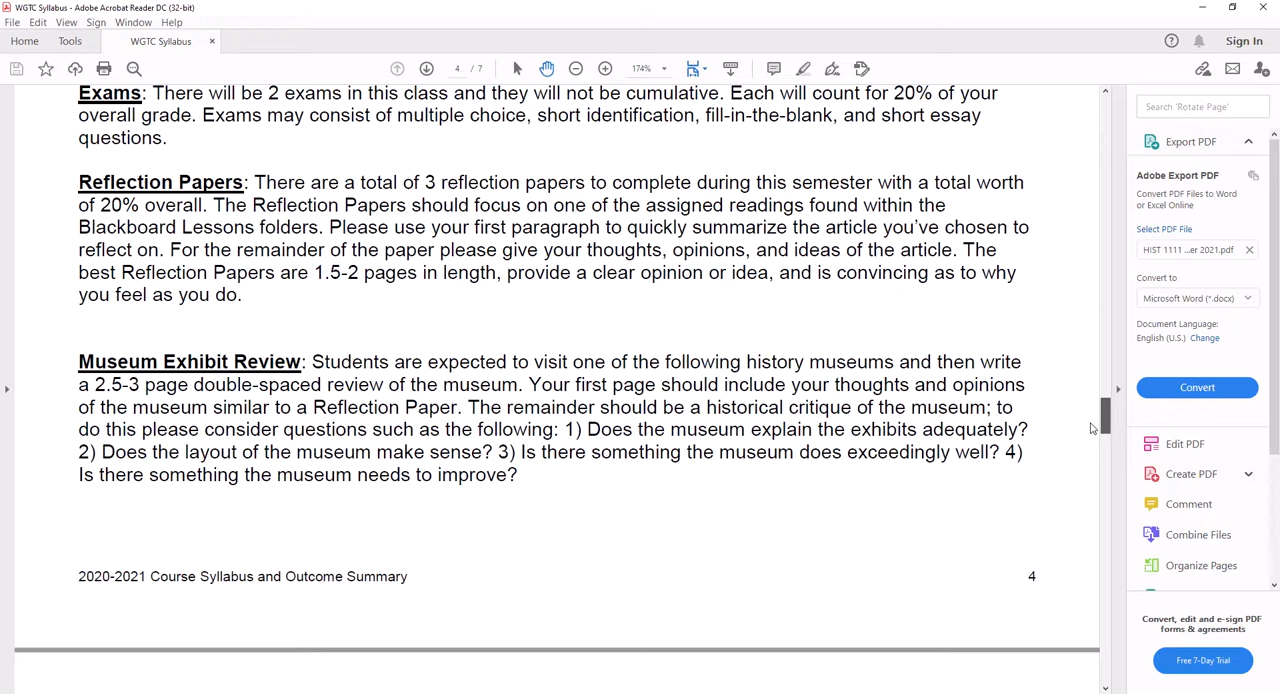 WGTC Syllabus - Adobe Acrobat Reader DC (32-bit)
File Edit View Sign Window Help
Home Tools WGTC Syllabus × Sign In
4 / 7 174%
Exams: There will be 2 exams in this class and they will not be cumulative. Each will count for 20% of your
overall grade. Exams may consist of multiple choice, short identification, fill-in-the-blank, and short essay
questions.
Reflection Papers: There are a total of 3 reflection papers to complete during this semester with a total worth
of 20% overall. The Reflection Papers should focus on one of the assigned readings found within the
Blackboard Lessons folders. Please use your first paragraph to quickly summarize the article you've chosen to
reflect on. For the remainder of the paper please give your thoughts, opinions, and ideas of the article. The
best Reflection Papers are 1.5-2 pages in length, provide a clear opinion or idea, and is convincing as to why
you feel as you do.
Museum Exhibit Review: Students are expected to visit one of the following history museums and then write
a 2.5-3 page double-spaced review of the museum. Your first page should include your thoughts and opinions
of the museum similar to a Reflection Paper. The remainder should be a historical critique of the museum; to
do this please consider questions such as the following: 1) Does the museum explain the exhibits adequately?
2) Does the layout of the museum make sense? 3) Is there something the museum does exceedingly well? 4)
Is there something the museum needs to improve?
2020-2021 Course Syllabus and Outcome Summary 4
Search 'Rotate Page'
Export PDF
Adobe Export PDF
Convert PDF Files to Word
or Excel Online
Select PDF File
HIST 1111 ...er 2021.pdf
Convert to
Microsoft Word (*.docx)
Document Language:
English (U.S.) Change
Convert
Edit PDF
Create PDF
Comment
Combine Files
Organize Pages
Convert, edit and e-sign PDF
forms & agreements
Free 7-Day Trial